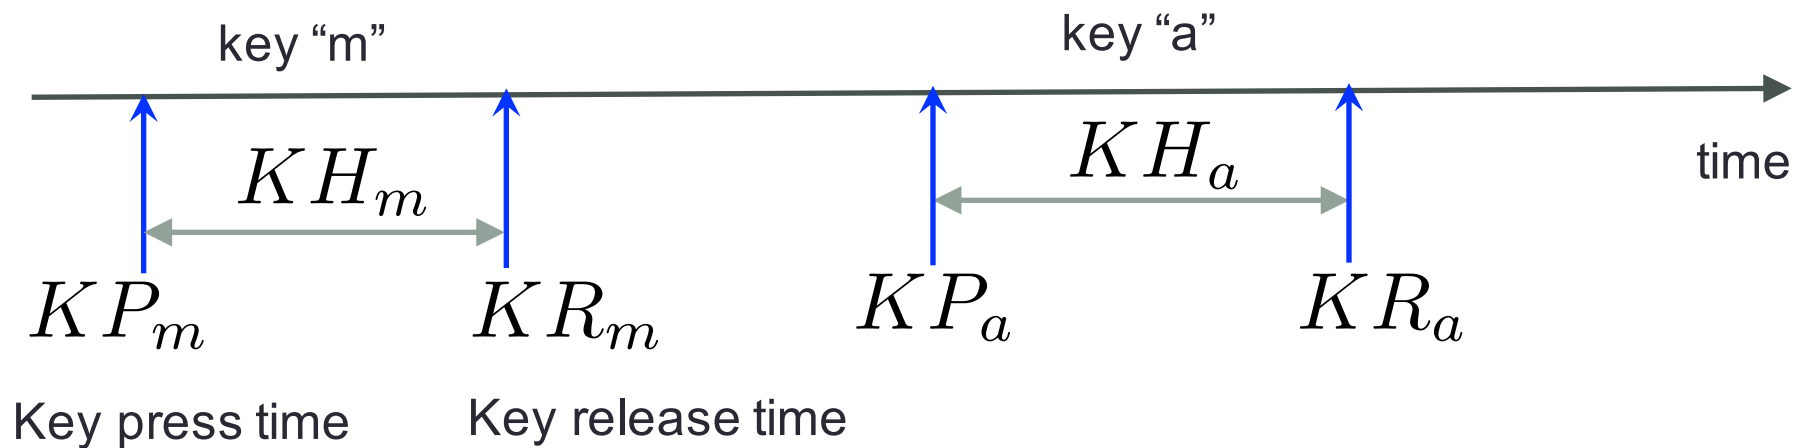 key “m”
key “a”
time
KH_m
KH_a
KP_m
KR_m
KP_a
KR_a
Key press time
Key release time